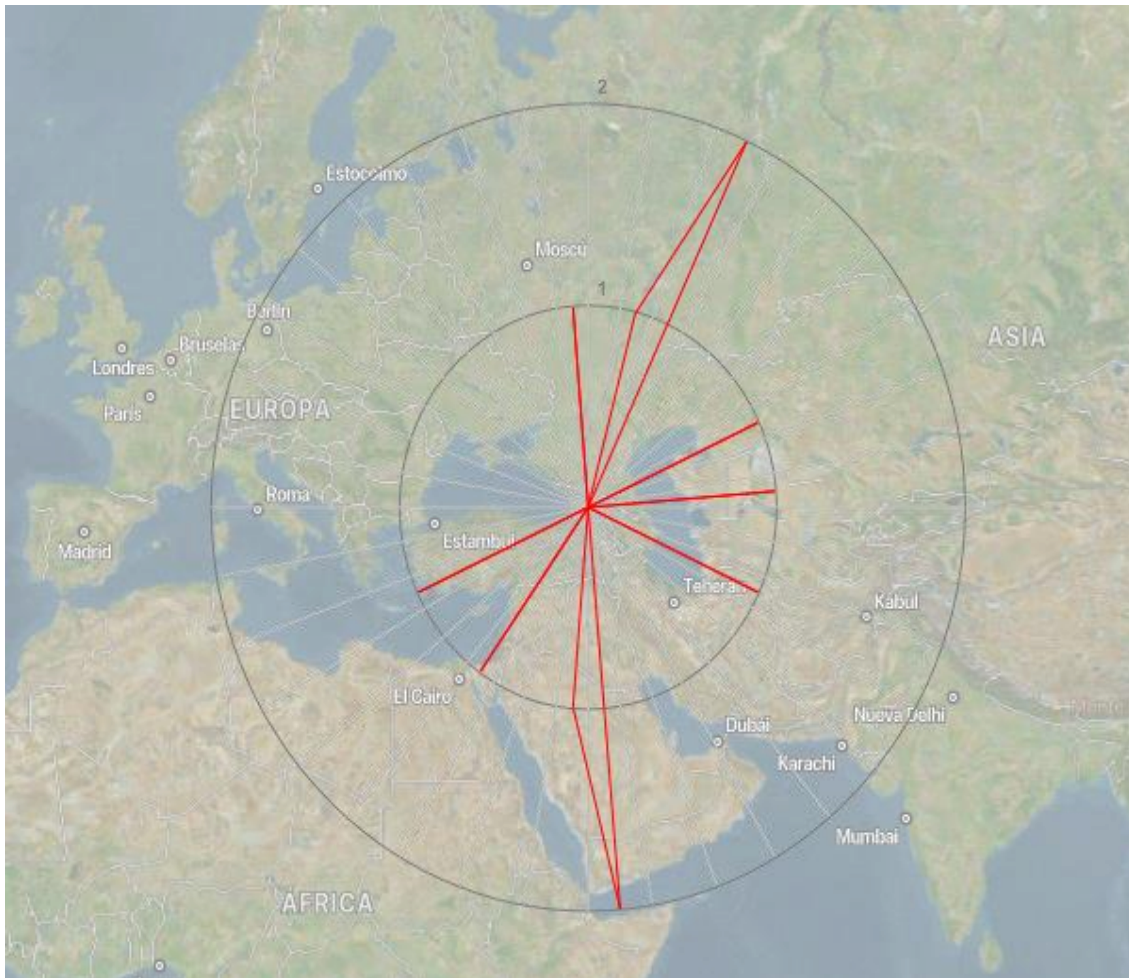 2
Estocolmo
Moscú
1
Berlín
Londres
Bruselas
París
ASIA
EUROPA
Roma
Madrid
Estambul
Teherán
Kabul
El Cairo
Dubái
Nueva Delhi
Karachi
Mumbai
ÁFRICA